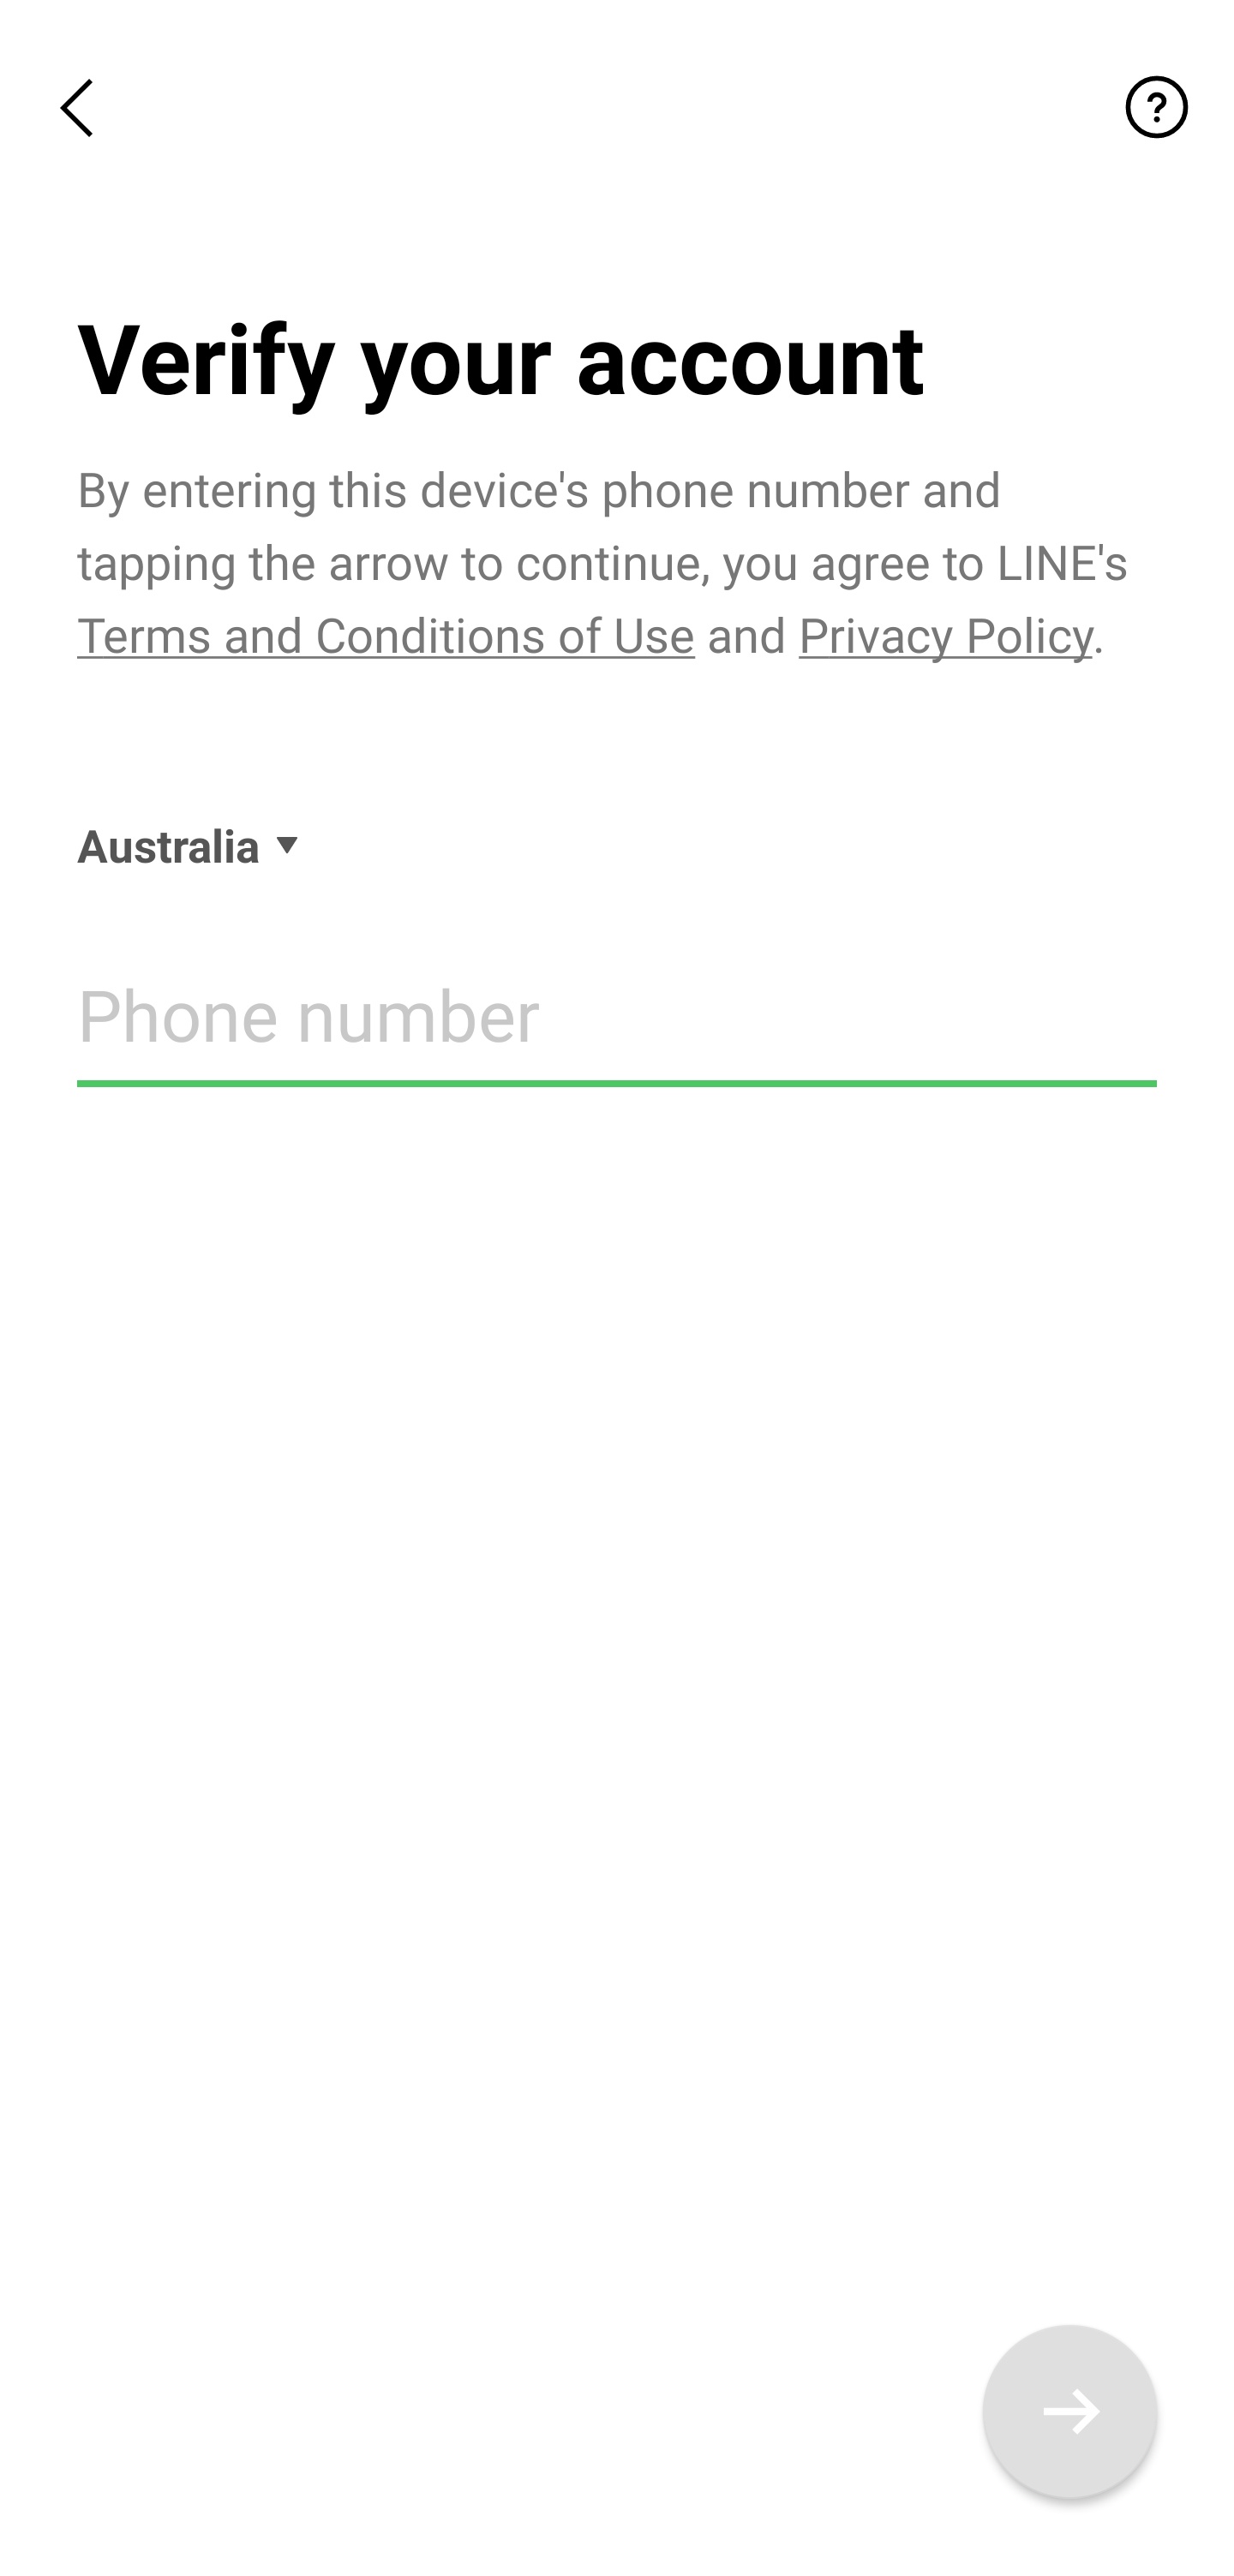 Verify your account
By entering this device's phone number and
tapping the arrow to continue, you agree to LINE's
Terms and Conditions of Use and Privacy Policy.
Australia
Phone number